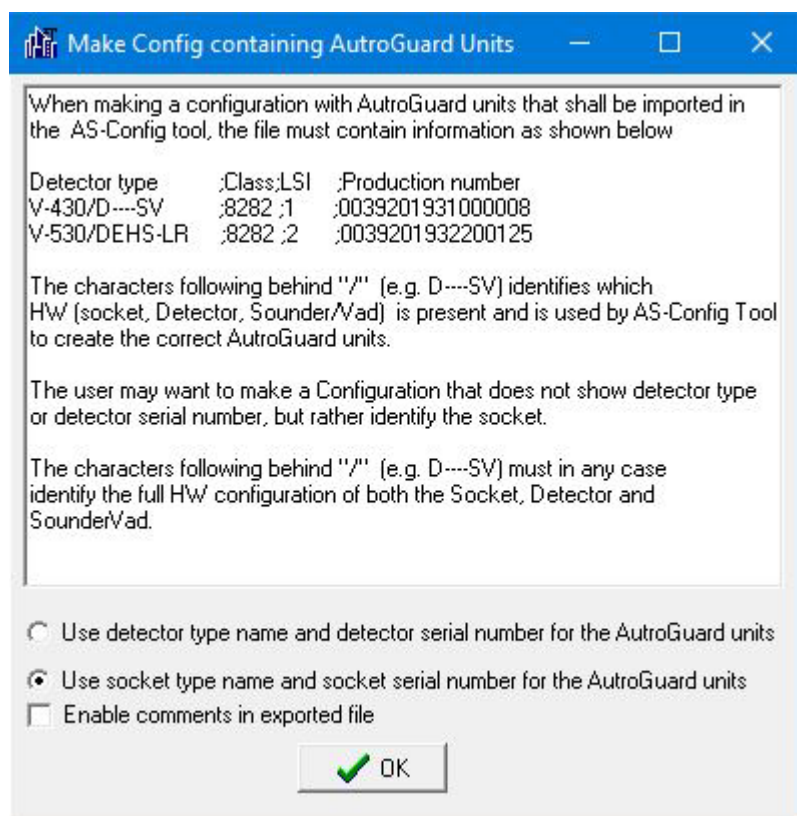 Make Config containing AutroGuard Units
When making a configuration with AutroGuard units that shall be imported in
the AS-Config tool, the file must contain information as shown below
Detector type ;Class;LSI ;Production number
V-430/D----SV ;8282 ;1 ;0039201931000008
V-530/DEHS-LR ;8282 ;2 ;0039201932200125
The characters following behind "/" (e.g. D----SV) identifies which
HW (socket, Detector, Sounder/Vad) is present and is used by AS-Config Tool
to create the correct AutroGuard units.
The user may want to make a Configuration that does not show detector type
or detector serial number, but rather identify the socket.
The characters following behind "/" (e.g. D----SV) must in any case
identify the full HW configuration of both the Socket, Detector and
SounderVad.
Use detector type name and detector serial number for the AutroGuard units
Use socket type name and socket serial number for the AutroGuard units
Enable comments in exported file
OK